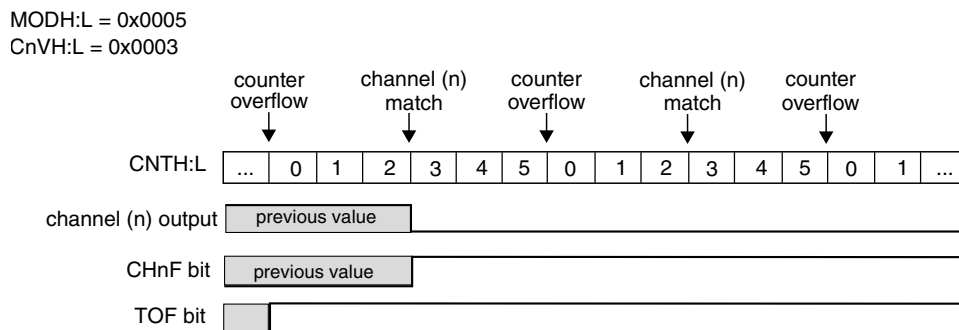 MODH:L = 0x0005
CnVH:L = 0x0003
counter overflow
channel (n) match
counter overflow
channel (n) match
counter overflow
CNTH:L ... 0 1 2 3 4 5 0 1 2 3 4 5 0 1 ...
channel (n) output previous value
CHnF bit previous value
TOF bit